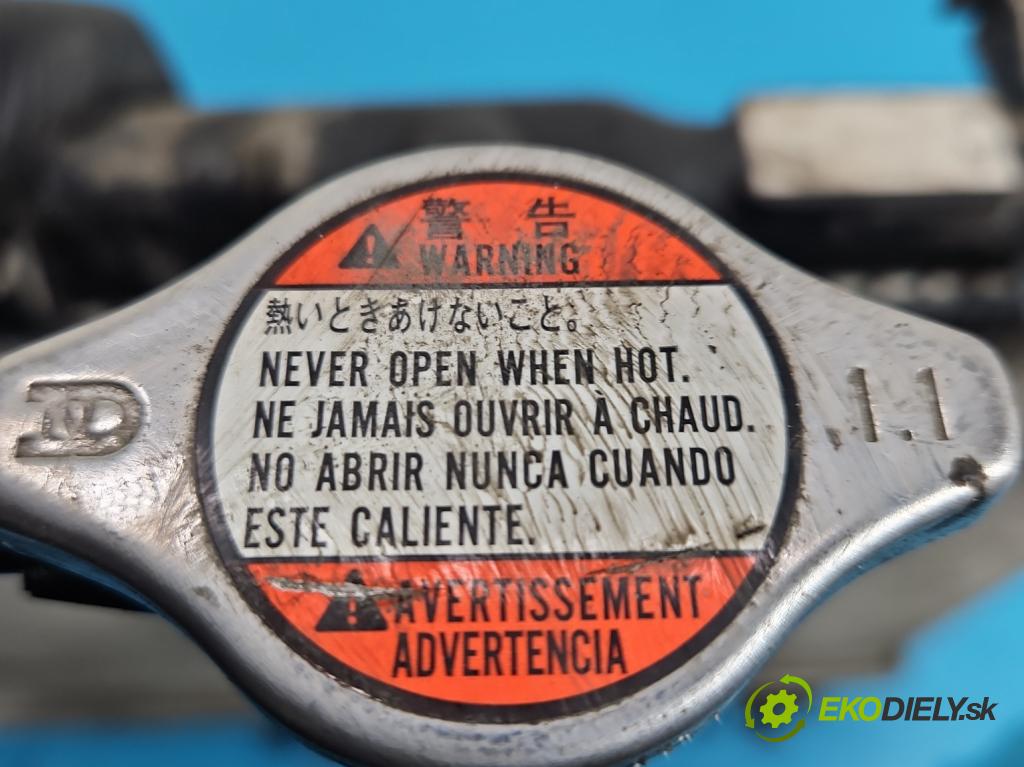 警告
WARNING
熱いときあけないこと。
NEVER OPEN WHEN HOT.
NE JAMAIS OUVRIR À CHAUD.
NO ABRIR NUNCA CUANDO
ESTE CALIENTE.
AVERTISSEMENT
ADVERTENCIA
ND
1.1
EKODIELY.sk